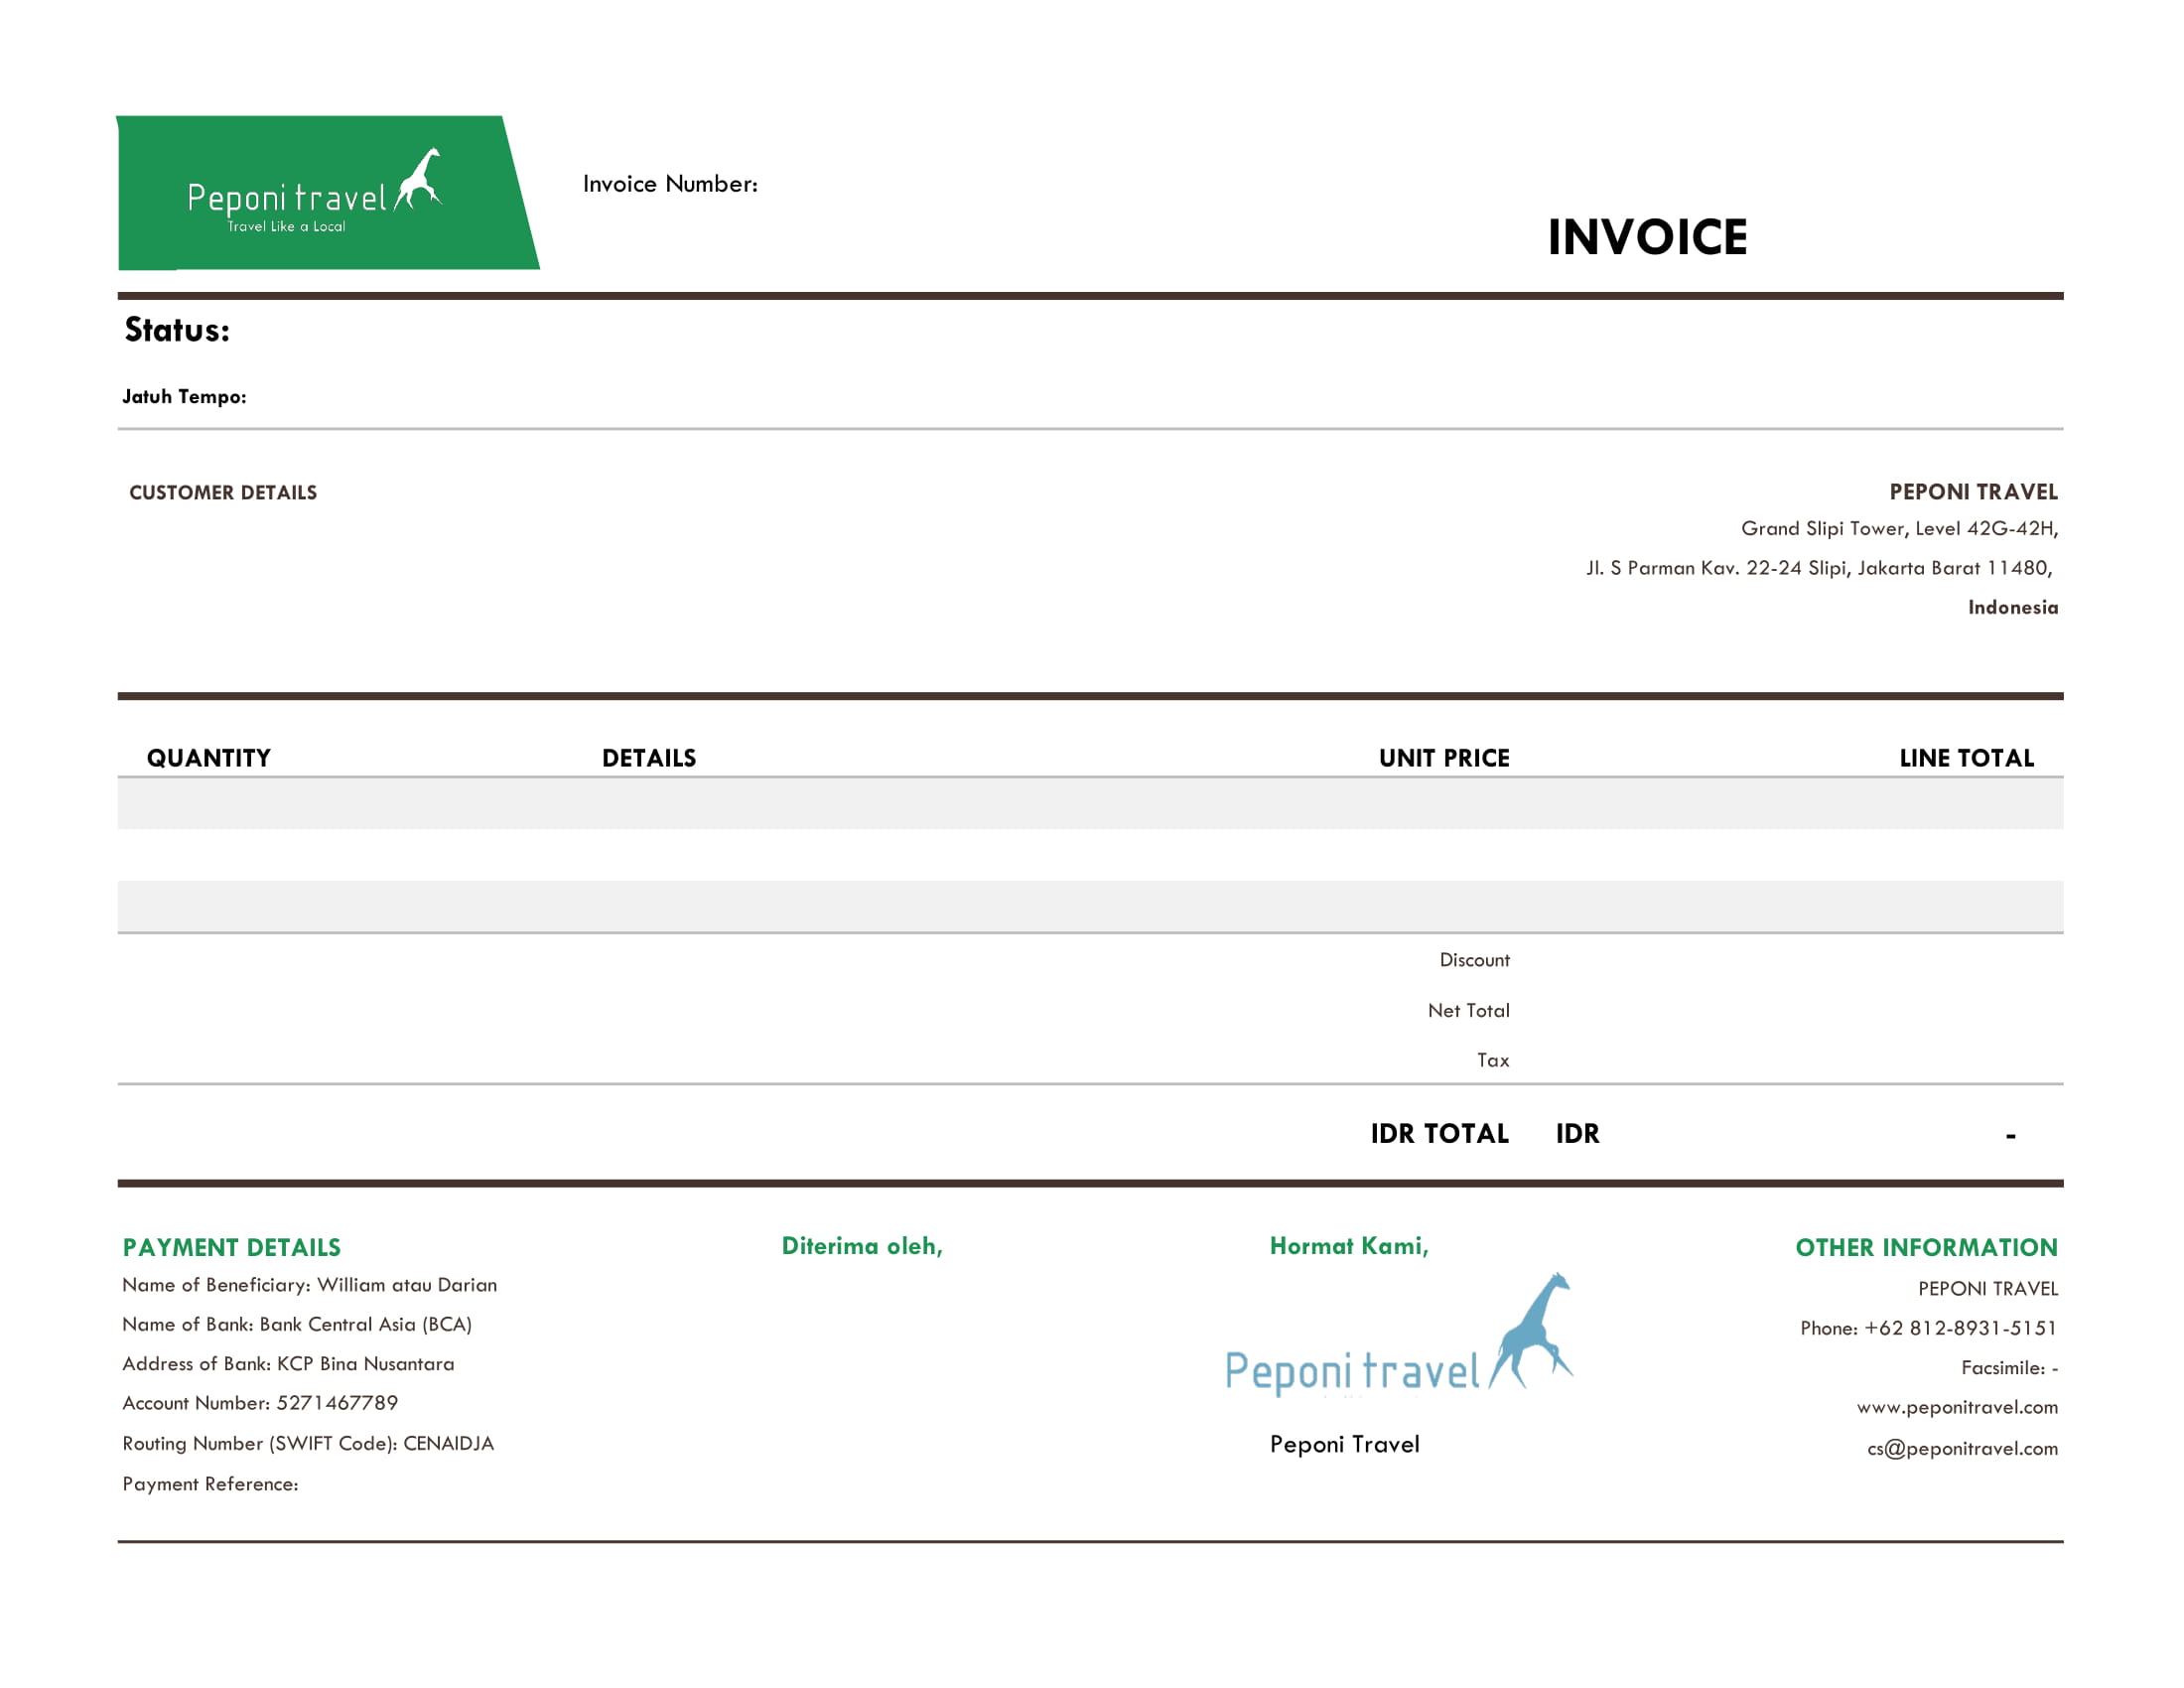 Peponi travel
Travel Like a Local
Invoice Number:
INVOICE
Status:
Jatuh Tempo:
CUSTOMER DETAILS
PEPONI TRAVEL
Grand Slipi Tower, Level 42G-42H,
Jl. S Parman Kav. 22-24 Slipi, Jakarta Barat 11480,
Indonesia
QUANTITY DETAILS UNIT PRICE LINE TOTAL
Discount
Net Total
Tax
IDR TOTAL IDR -
PAYMENT DETAILS
Name of Beneficiary: William atau Darian
Name of Bank: Bank Central Asia (BCA)
Address of Bank: KCP Bina Nusantara
Account Number: 5271467789
Routing Number (SWIFT Code): CENAIDJA
Payment Reference:
Diterima oleh,
Hormat Kami,
Peponi travel
Peponi Travel
OTHER INFORMATION
PEPONI TRAVEL
Phone: +62 812-8931-5151
Facsimile: -
www.peponitravel.com
cs@peponitravel.com